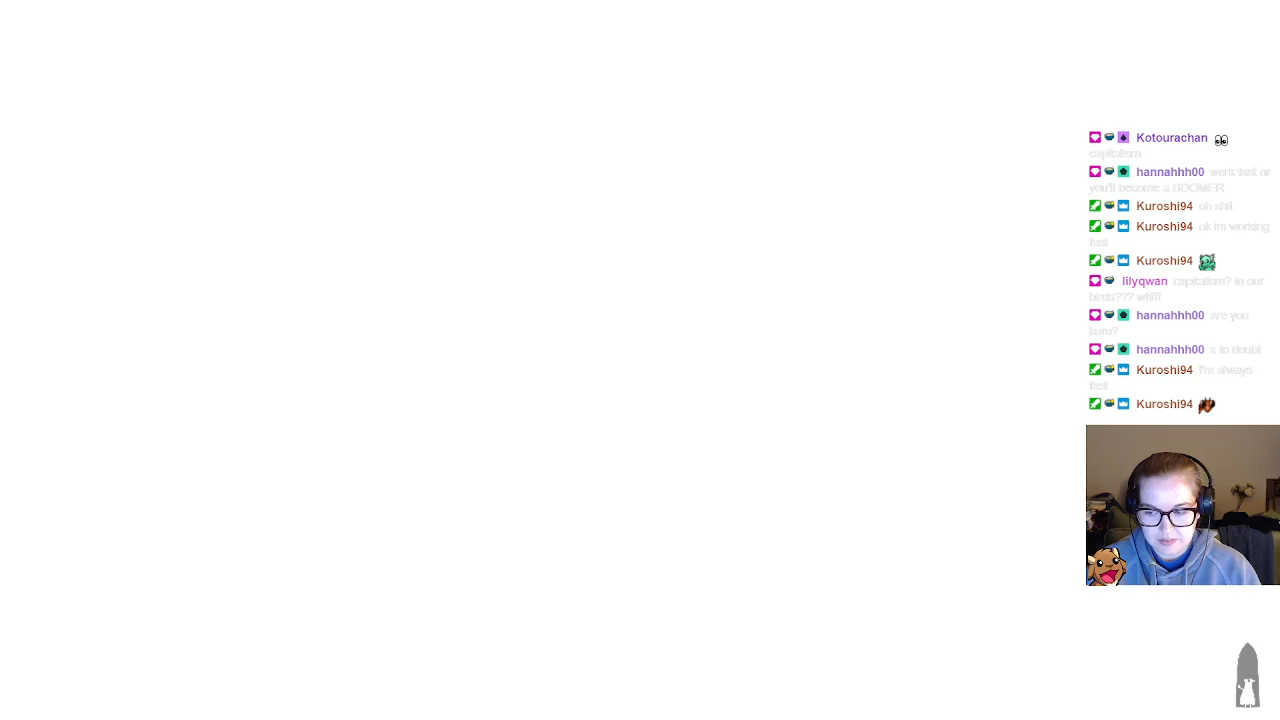 Kotourachan
capitalism
hannahhh00 work fast or
you'll become a BOOMER
Kuroshi94 oh shit
Kuroshi94 ok im working
fast
Kuroshi94
lilyqwan capitalism? in our
birds??? wtffff
hannahhh00 are you
kuro?
hannahhh00 x to doubt
Kuroshi94 I'm always
fast
Kuroshi94